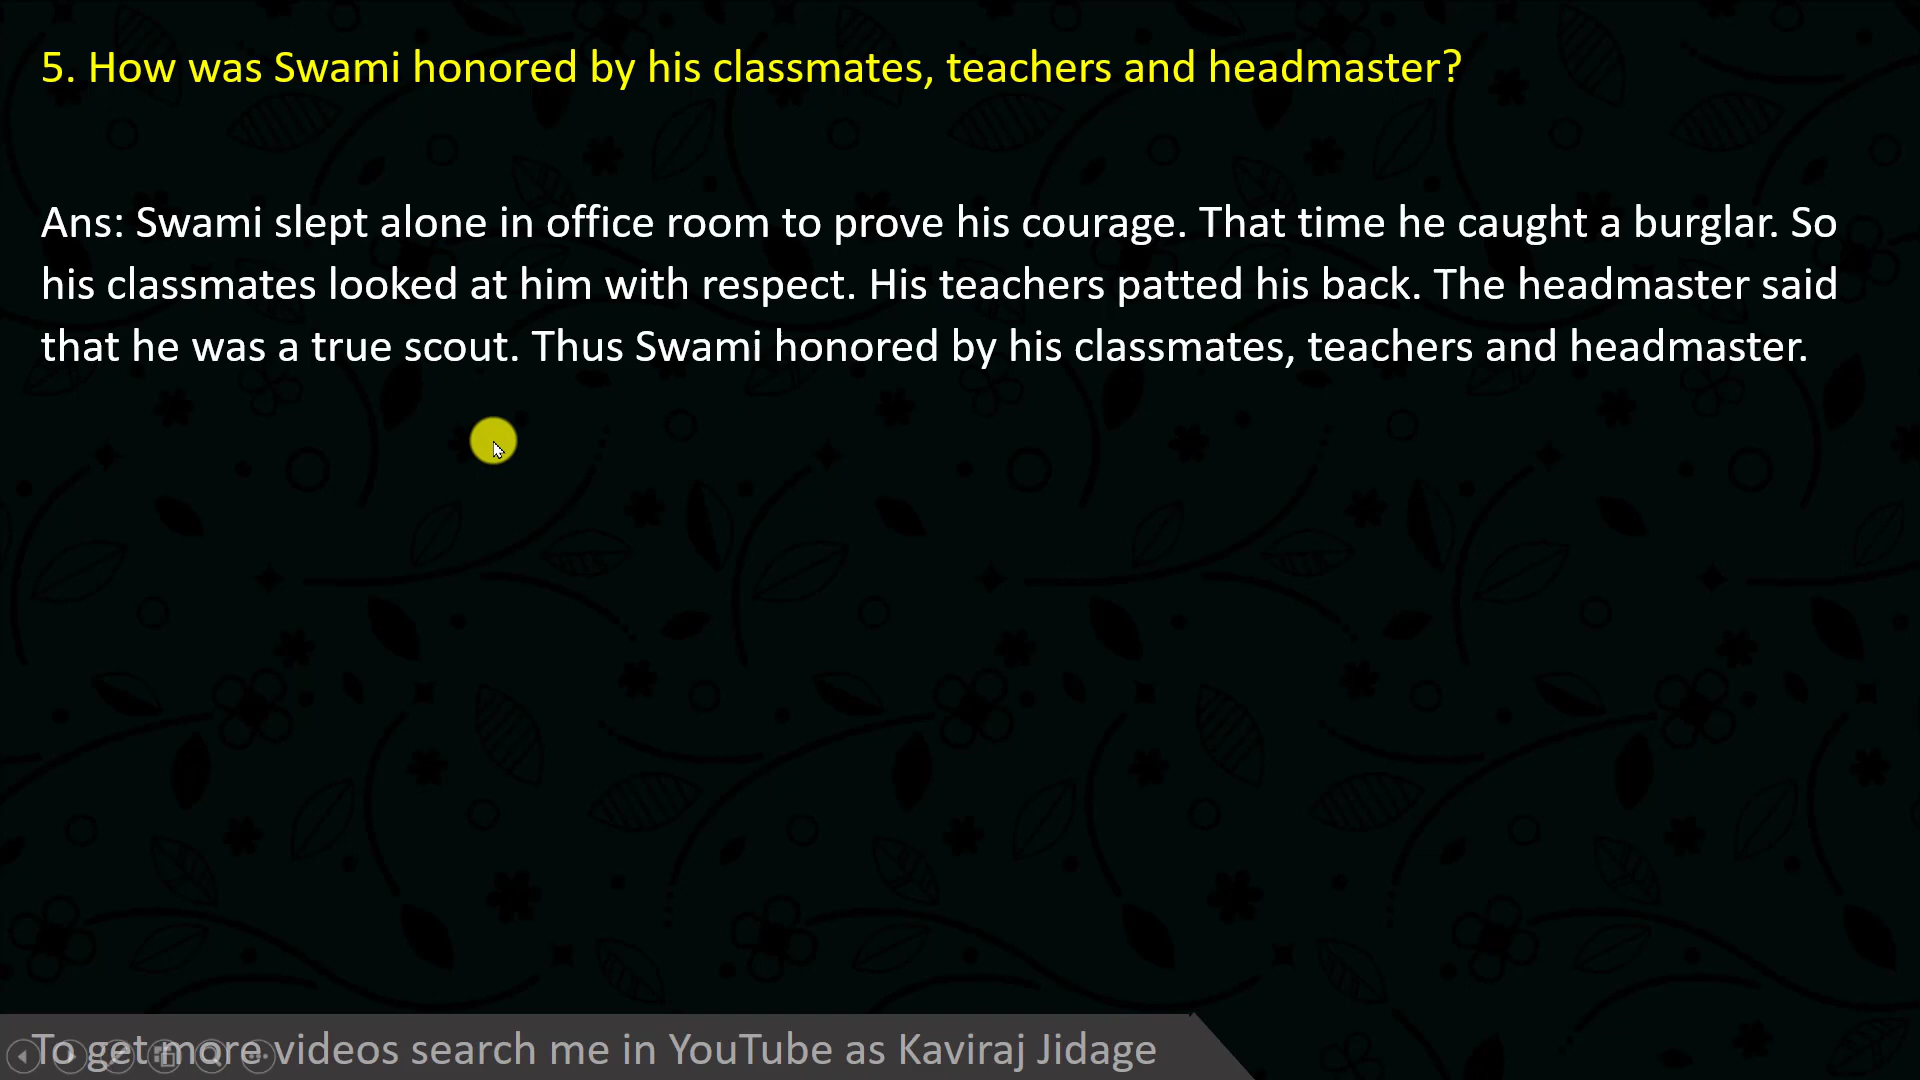 5. How was Swami honored by his classmates, teachers and headmaster?
Ans: Swami slept alone in office room to prove his courage. That time he caught a burglar. So
his classmates looked at him with respect. His teachers patted his back. The headmaster said
that he was a true scout. Thus Swami honored by his classmates, teachers and headmaster.
To get more videos search me in YouTube as Kaviraj Jidage